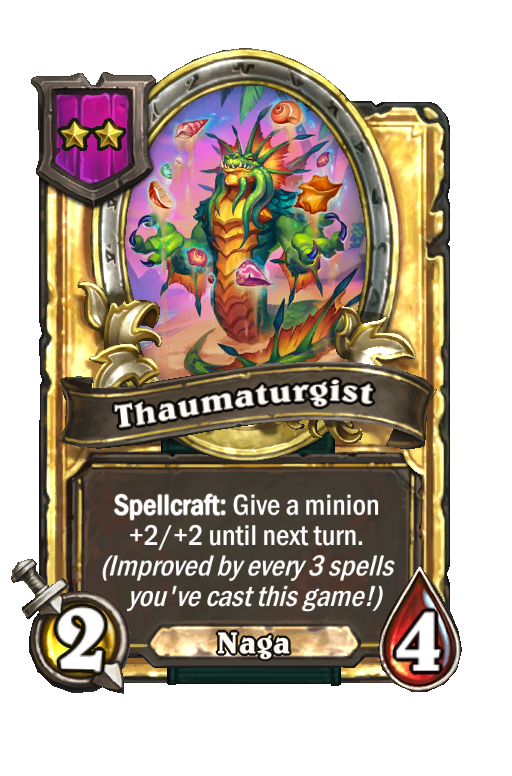 Thaumaturgist
Spellcraft: Give a minion
+2/+2 until next turn.
(Improved by every 3 spells
you've cast this game!)
2
Naga
4